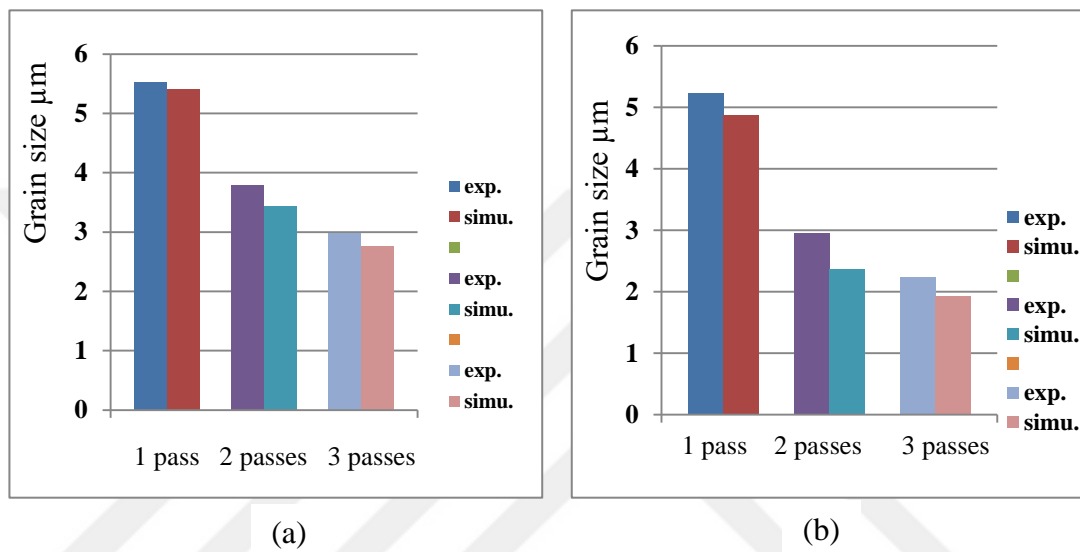 Grain size µm
6
5
4
3
2
1
0
1 pass 2 passes 3 passes
exp.
simu.
exp.
simu.
exp.
simu.
(a)
Grain size µm
6
5
4
3
2
1
0
1 pass 2 passes 3 passes
exp.
simu.
exp.
simu.
exp.
simu.
(b)